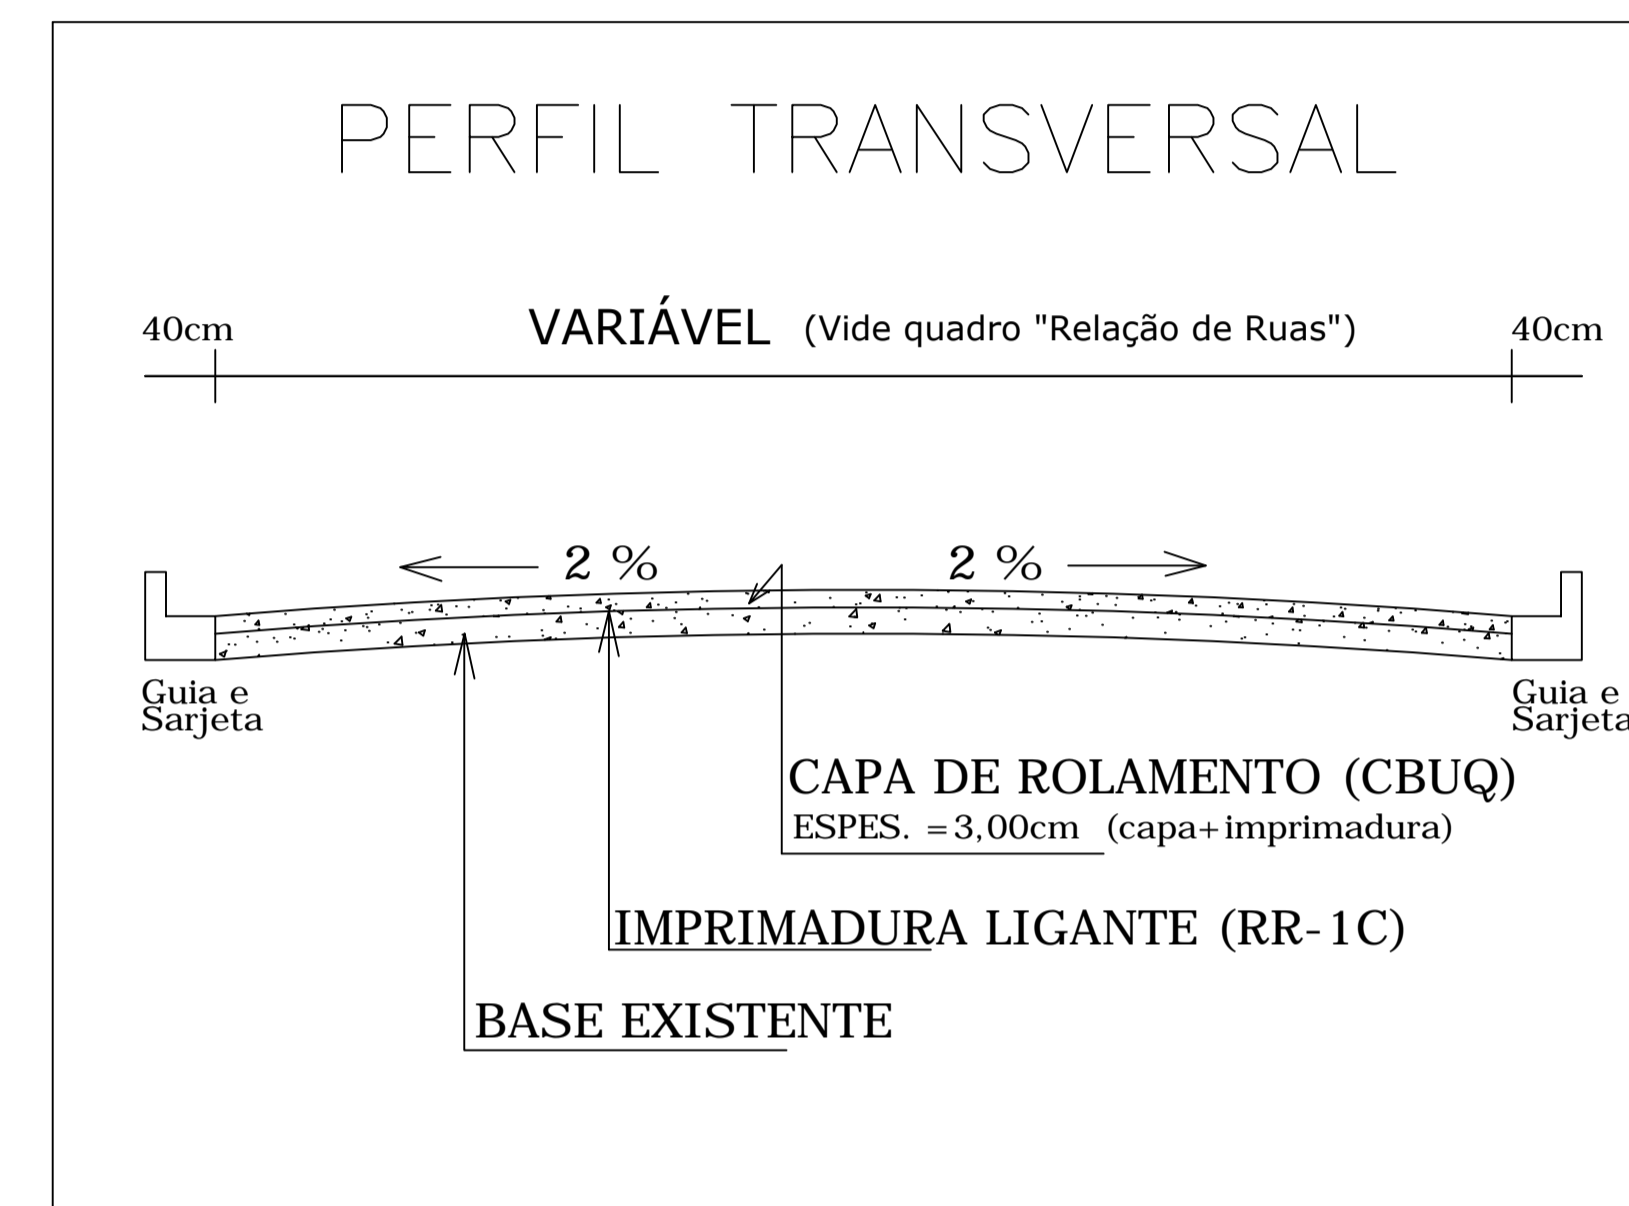 PERFIL TRANSVERSAL
40cm VARIÁVEL (Vide quadro "Relação de Ruas") 40cm
2 % 2 %
Guia e
Sarjeta
Guia e
Sarjeta
CAPA DE ROLAMENTO (CBUQ)
ESPES. =3,00cm (capa+imprimadura)
IMPRIMADURA LIGANTE (RR-1C)
BASE EXISTENTE